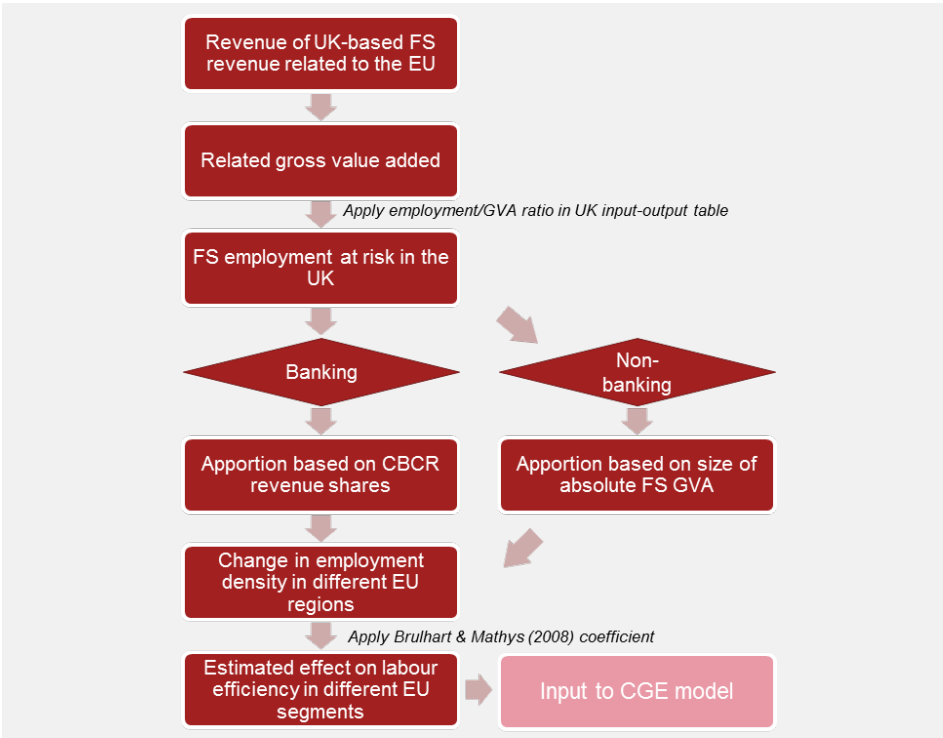 Revenue of UK-based FS
revenue related to the EU
Related gross value added
Apply employment/GVA ratio in UK input-output table
FS employment at risk in the
UK
Banking
Non-
banking
Apportion based on CBCR
revenue shares
Apportion based on size of
absolute FS GVA
Change in employment
density in different EU
regions
Apply Brulhart & Mathys (2008) coefficient
Estimated effect on labour
efficiency in different EU
segments
Input to CGE model